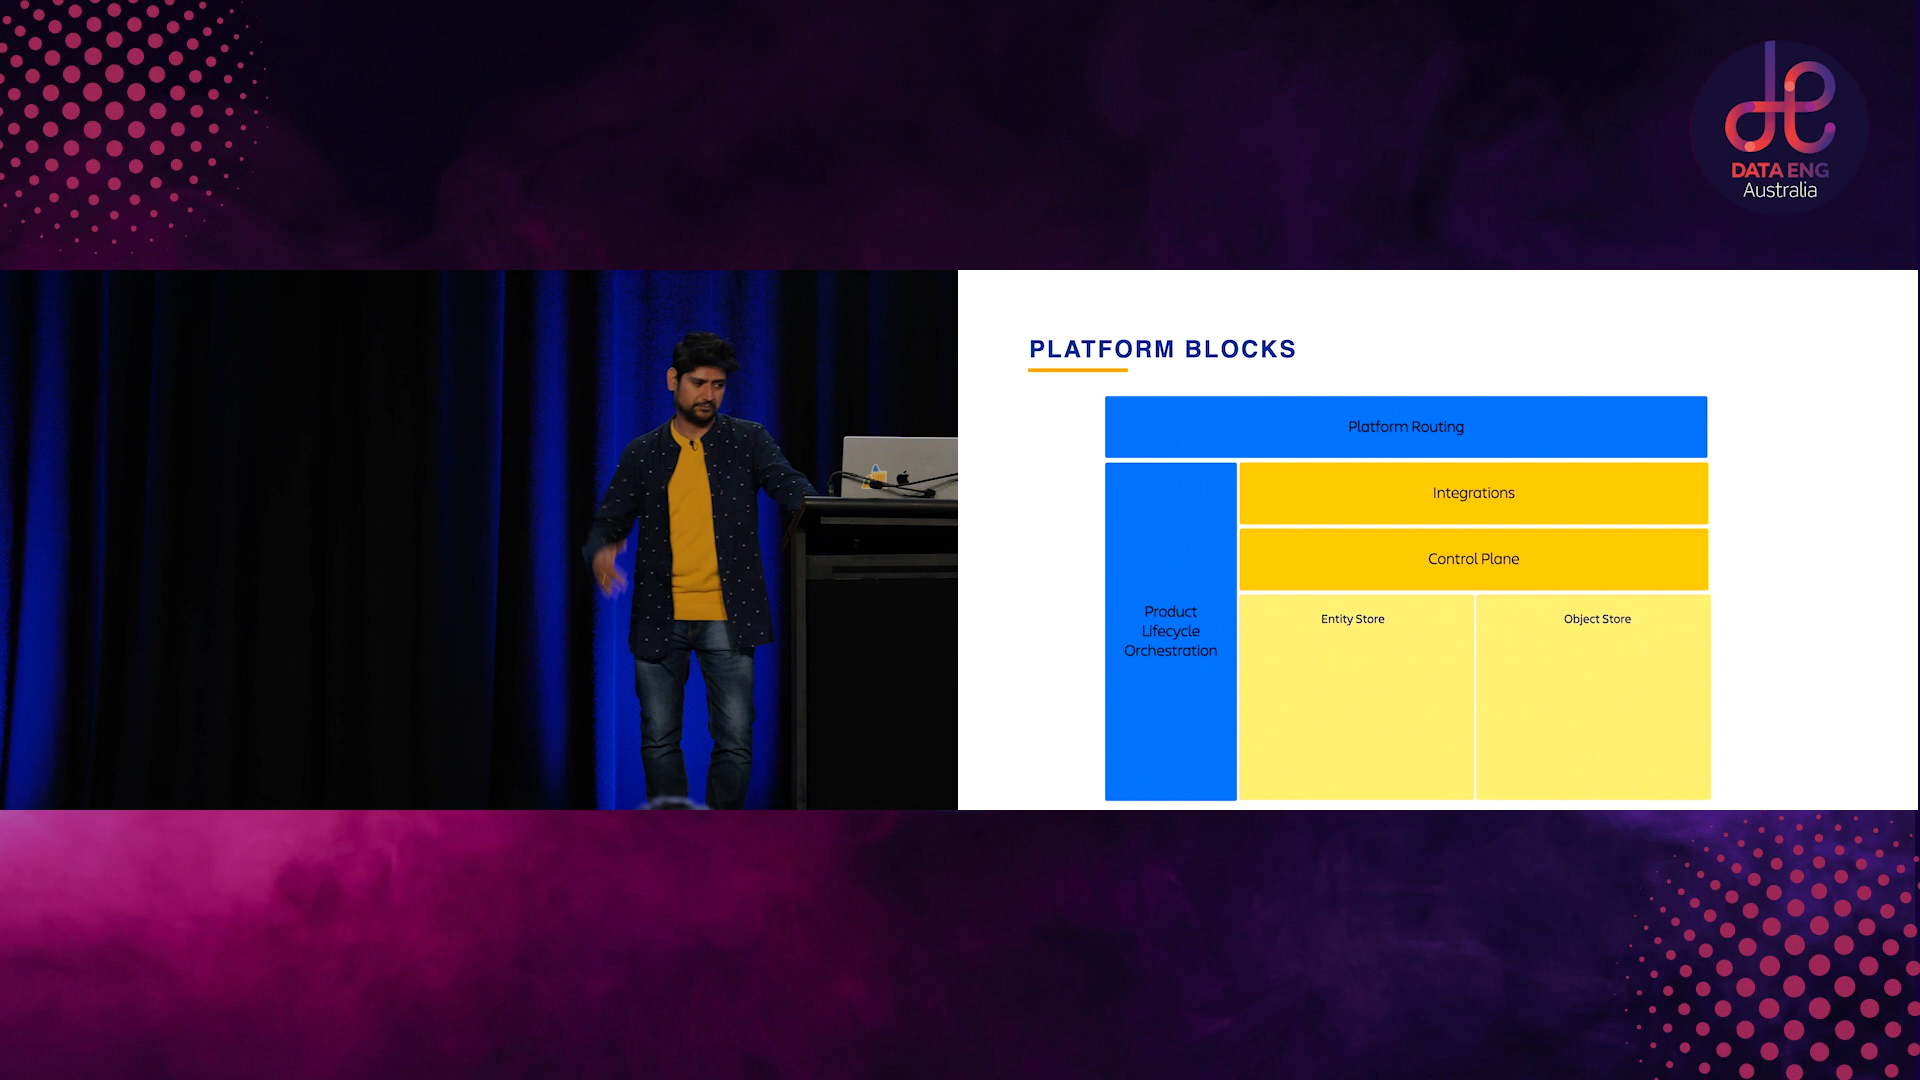 DATA ENG
Australia
PLATFORM BLOCKS
Platform Routing
Integrations
Control Plane
Product
Lifecycle
Orchestration
Entity Store
Object Store